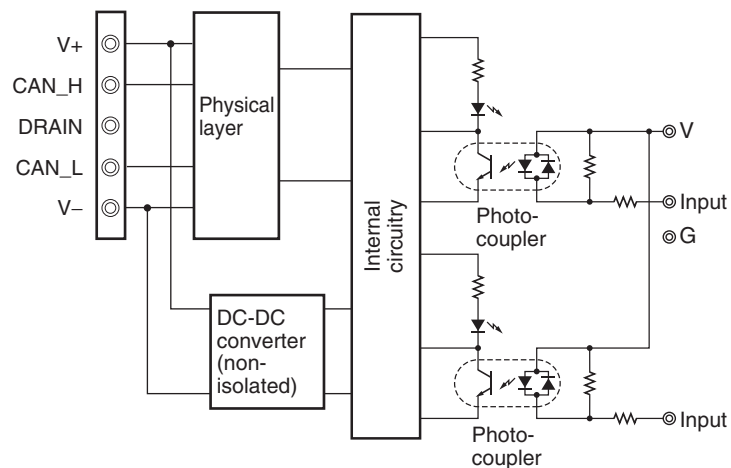 V+
CAN_H
DRAIN
CAN_L
V–
Physical
layer
DC-DC
converter
(non-
isolated)
Internal
circuitry
Photo-
coupler
V
Input
G
Photo-
coupler
Input